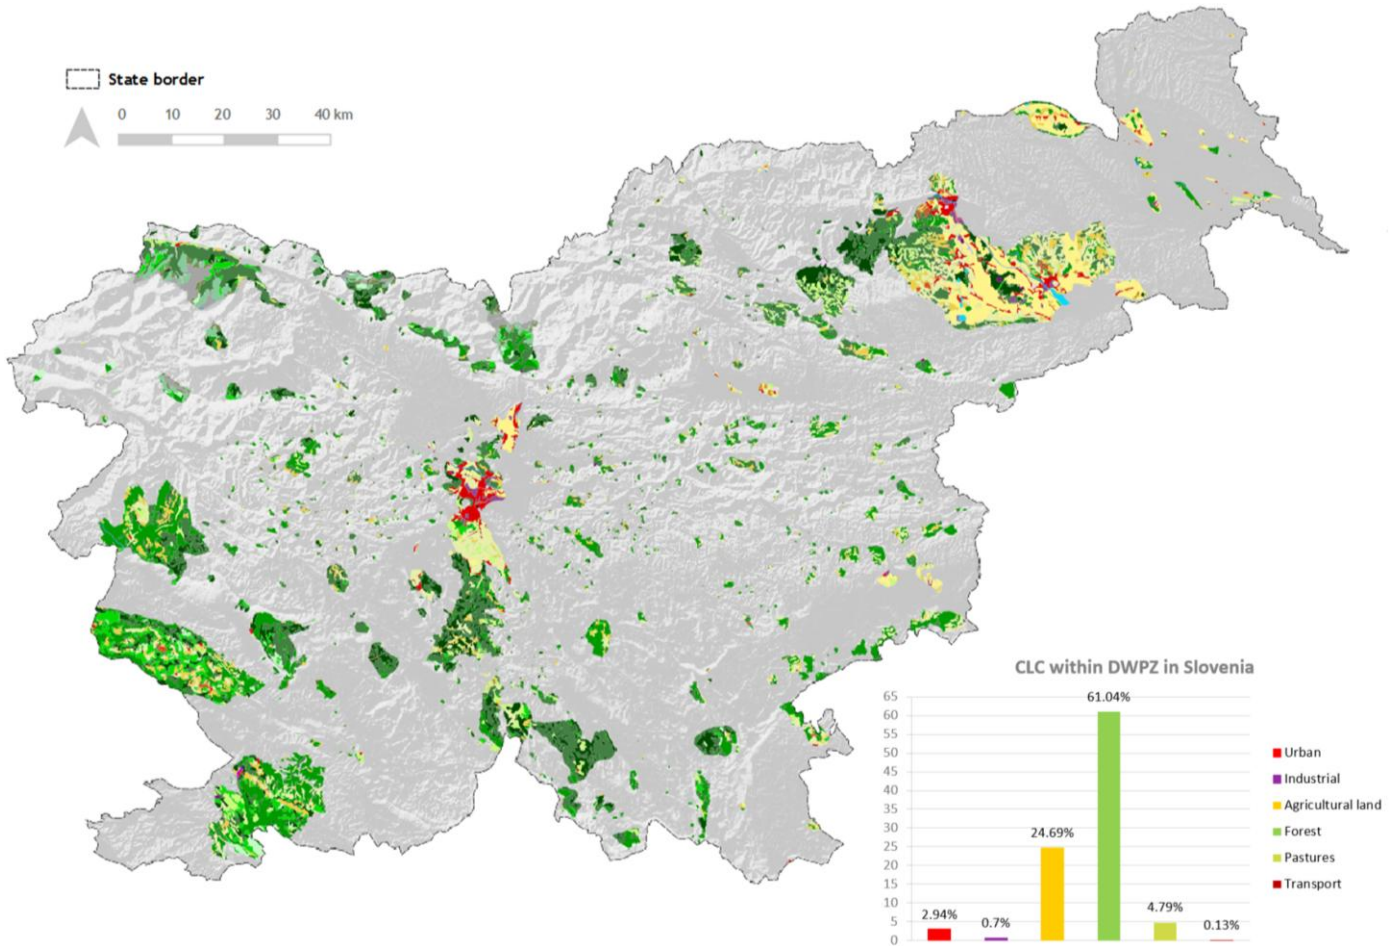 State border
0 10 20 30 40 km
CLC within DWPZ in Slovenia
65
60
55
50
45
40
35
30
25
20
15
10
5
0
2.94%
0.7%
24.69%
61.04%
4.79%
0.13%
Urban
Industrial
Agricultural land
Forest
Pastures
Transport